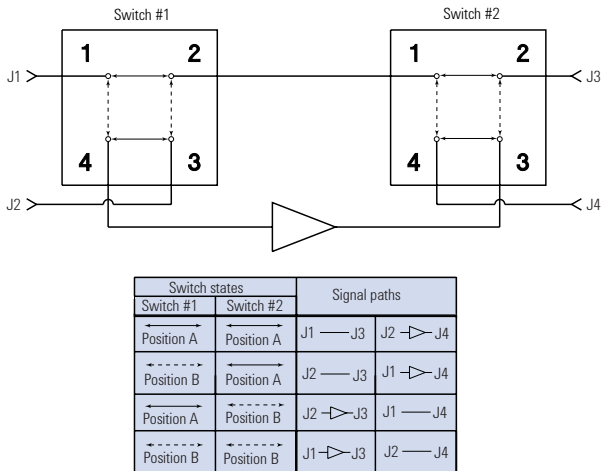 Switch #1 Switch #2
1 2 1 2
J1 J3
4 3 4 3
J2 J4
Switch states Signal paths
Switch #1 Switch #2
Position A Position A J1 J3 J2 J4
Position B Position A J2 J3 J1 J4
Position A Position B J2 J3 J1 J4
Position B Position B J1 J3 J2 J4